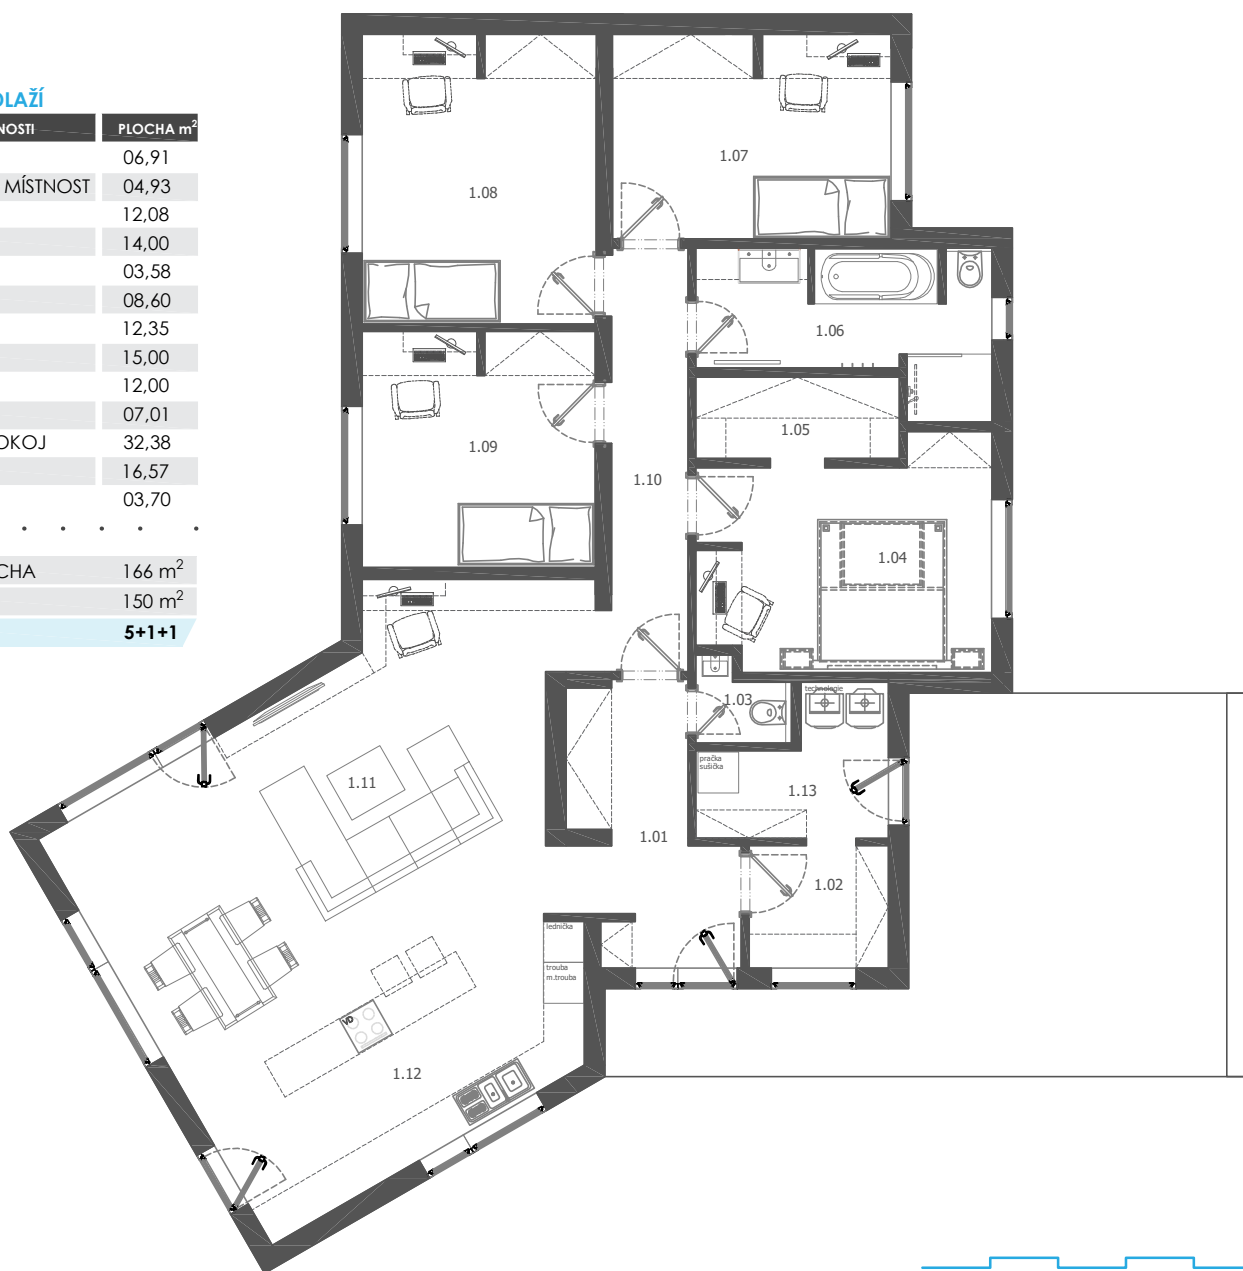 DLAŽÍ
NOSTI PLOCHA m²
06,91
MÍSTNOST 04,93
12,08
14,00
03,58
08,60
12,35
15,00
12,00
07,01
OKOJ 32,38
16,57
03,70
CHA 166 m²
150 m²
5+1+1
1.07
1.08
1.06
1.05
1.09
1.10
1.04
1.03
technologie
pračka
sušička
1.11
1.13
1.01
1.02
lednička
trouba
m.trouba
VD
1.12